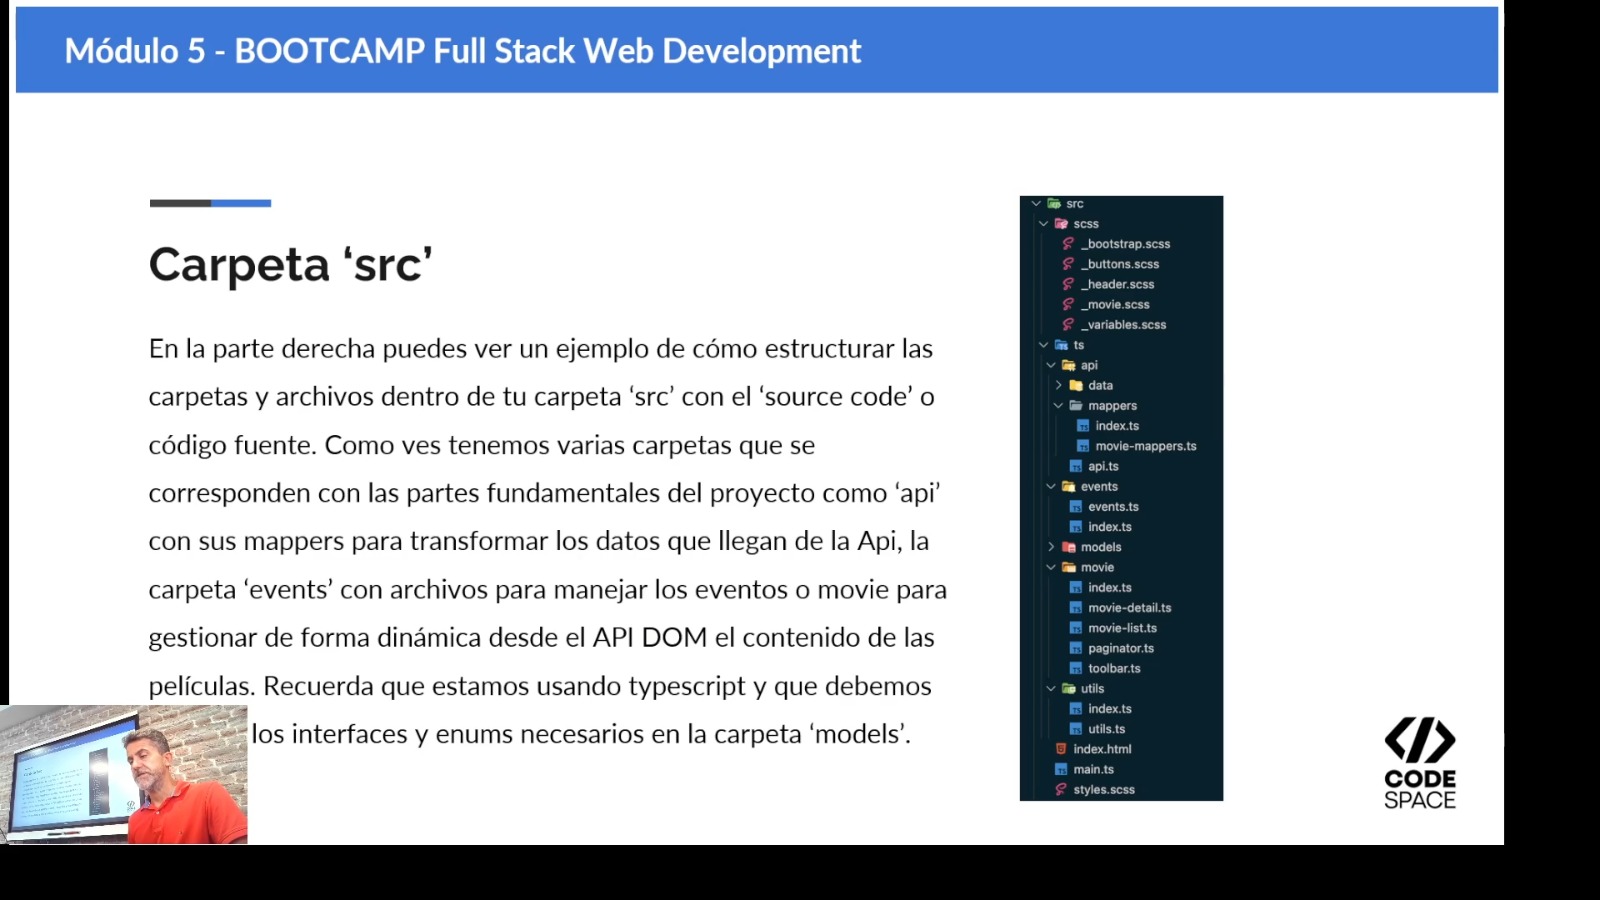 Módulo 5 - BOOTCAMP Full Stack Web Development
Carpeta ‘src’
En la parte derecha puedes ver un ejemplo de cómo estructurar las
carpetas y archivos dentro de tu carpeta ‘src’ con el ‘source code’ o
código fuente. Como ves tenemos varias carpetas que se
corresponden con las partes fundamentales del proyecto como ‘api’
con sus mappers para transformar los datos que llegan de la Api, la
carpeta ‘events’ con archivos para manejar los eventos o movie para
gestionar de forma dinámica desde el API DOM el contenido de las
películas. Recuerda que estamos usando typescript y que debemos
los interfaces y enums necesarios en la carpeta ‘models’.
src
scss
_bootstrap.scss
_buttons.scss
_header.scss
_movie.scss
_variables.scss
ts
api
data
mappers
index.ts
movie-mappers.ts
api.ts
events
events.ts
index.ts
models
movie
index.ts
movie-detail.ts
movie-list.ts
paginator.ts
toolbar.ts
utils
index.ts
utils.ts
index.html
main.ts
styles.scss
CODE
SPACE